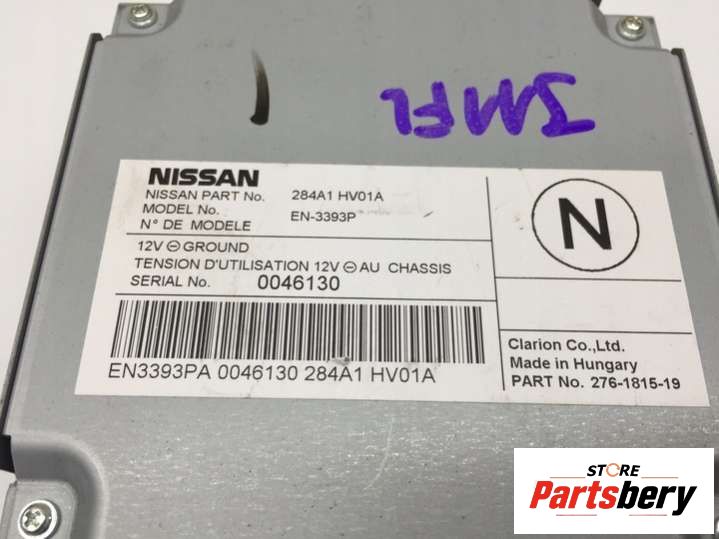 JMFL
NISSAN
NISSAN PART No. 284A1 HV01A
MODEL No. EN-3393P
N° DE MODELE
12V ⊖ GROUND
TENSION D'UTILISATION 12V ⊖ AU CHASSIS
SERIAL No. 0046130
EN3393PA 0046130 284A1 HV01A
N
Clarion Co.,Ltd.
Made in Hungary
PART No. 276-1815-19
STORE
Partsbery